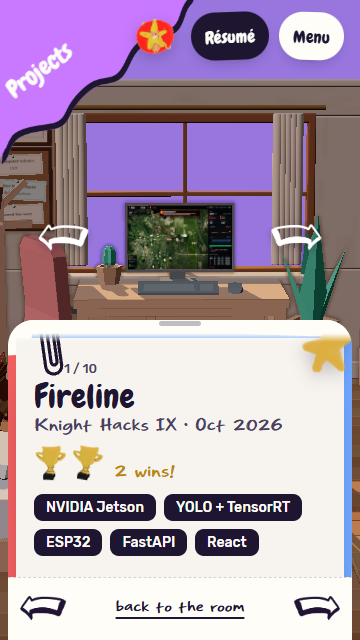 Projects
Résumé
Menu
1 / 10
Fireline
Knight Hacks IX · Oct 2026
2 wins!
NVIDIA Jetson
YOLO + TensorRT
ESP32
FastAPI
React
back to the room